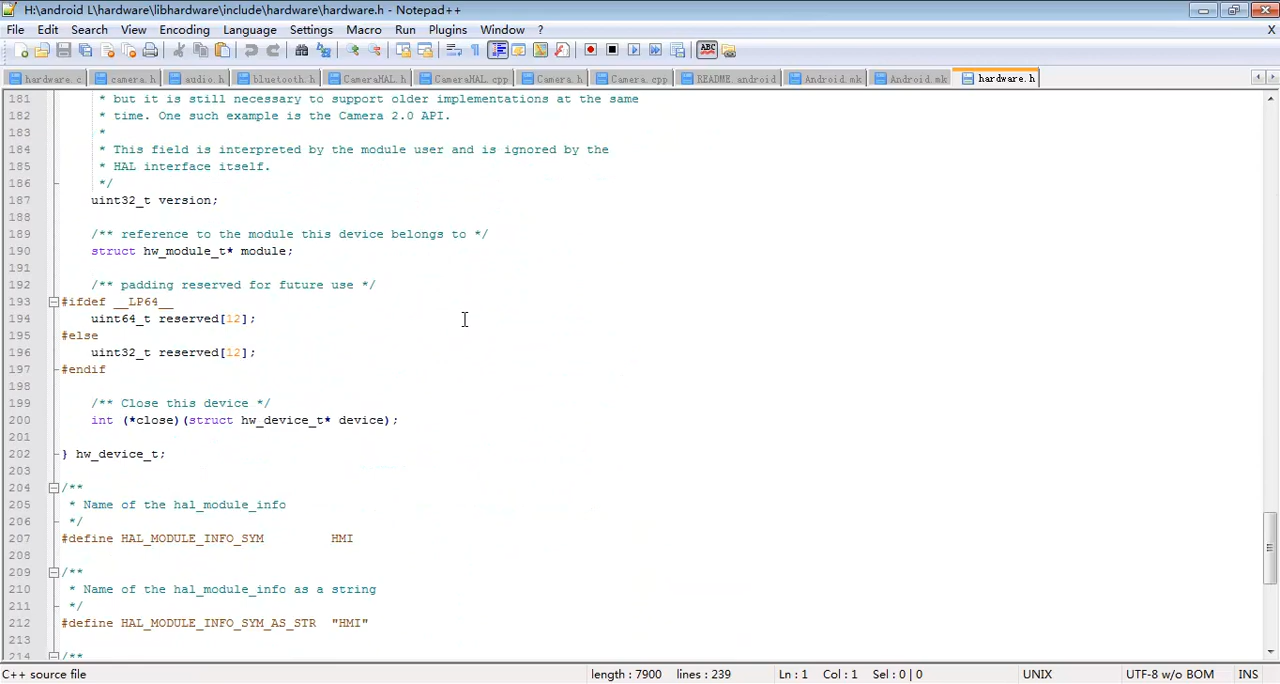 H:\android L\hardware\libhardware\include\hardware\hardware.h - Notepad++
File Edit Search View Encoding Language Settings Macro Run Plugins Window ? X
ABC
hardware.c camera.h audio.h bluetooth.h CameraHAL.h CameraHAL.cpp Camera.h Camera.cpp README.android Android.mk Android.mk hardware.h
181 * but it is still necessary to support older implementations at the same
182 * time. One such example is the Camera 2.0 API.
183 *
184 * This field is interpreted by the module user and is ignored by the
185 * HAL interface itself.
186 */
187 uint32_t version;
188
189 /** reference to the module this device belongs to */
190 struct hw_module_t* module;
191
192 /** padding reserved for future use */
193 #ifdef __LP64__
194 uint64_t reserved[12];
195 #else
196 uint32_t reserved[12];
197 #endif
198
199 /** Close this device */
200 int (*close)(struct hw_device_t* device);
201
202 } hw_device_t;
203
204 /**
205 * Name of the hal_module_info
206 */
207 #define HAL_MODULE_INFO_SYM HMI
208
209 /**
210 * Name of the hal_module_info as a string
211 */
212 #define HAL_MODULE_INFO_SYM_AS_STR "HMI"
213
214 /**
C++ source file length : 7900 lines : 239 Ln : 1 Col : 1 Sel : 0 | 0 UNIX UTF-8 w/o BOM INS